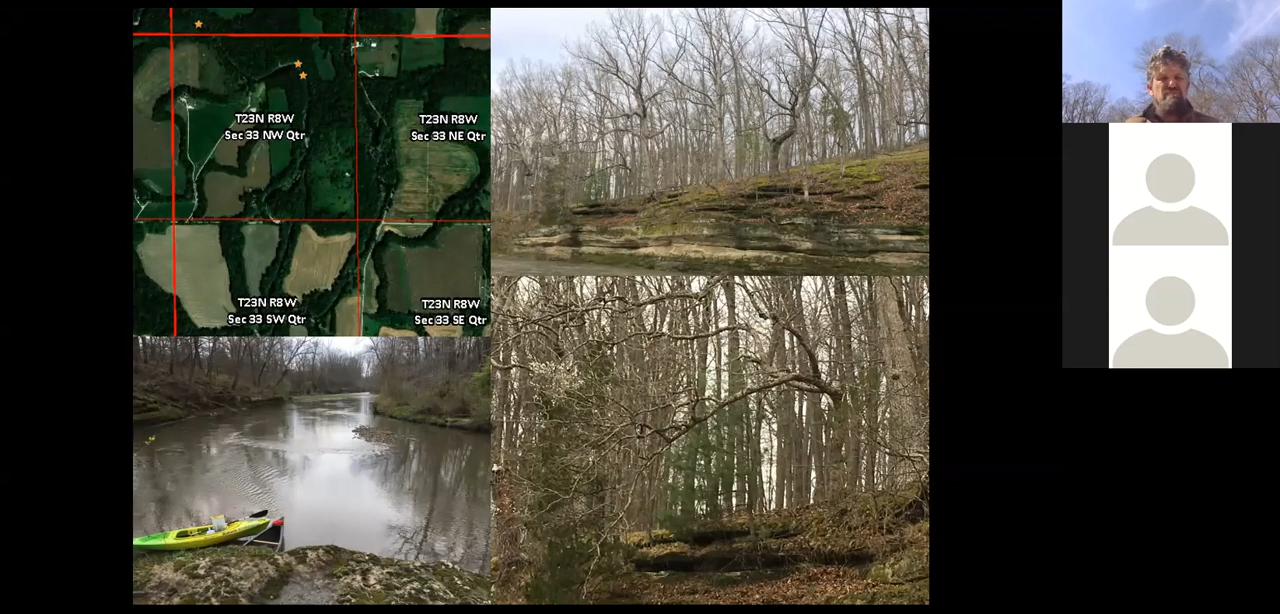 T23N R8W
Sec 33 NW Qtr
T23N R8W
Sec 33 NE Qtr
T23N R8W
Sec 33 SW Qtr
T23N R8W
Sec 33 SE Qtr